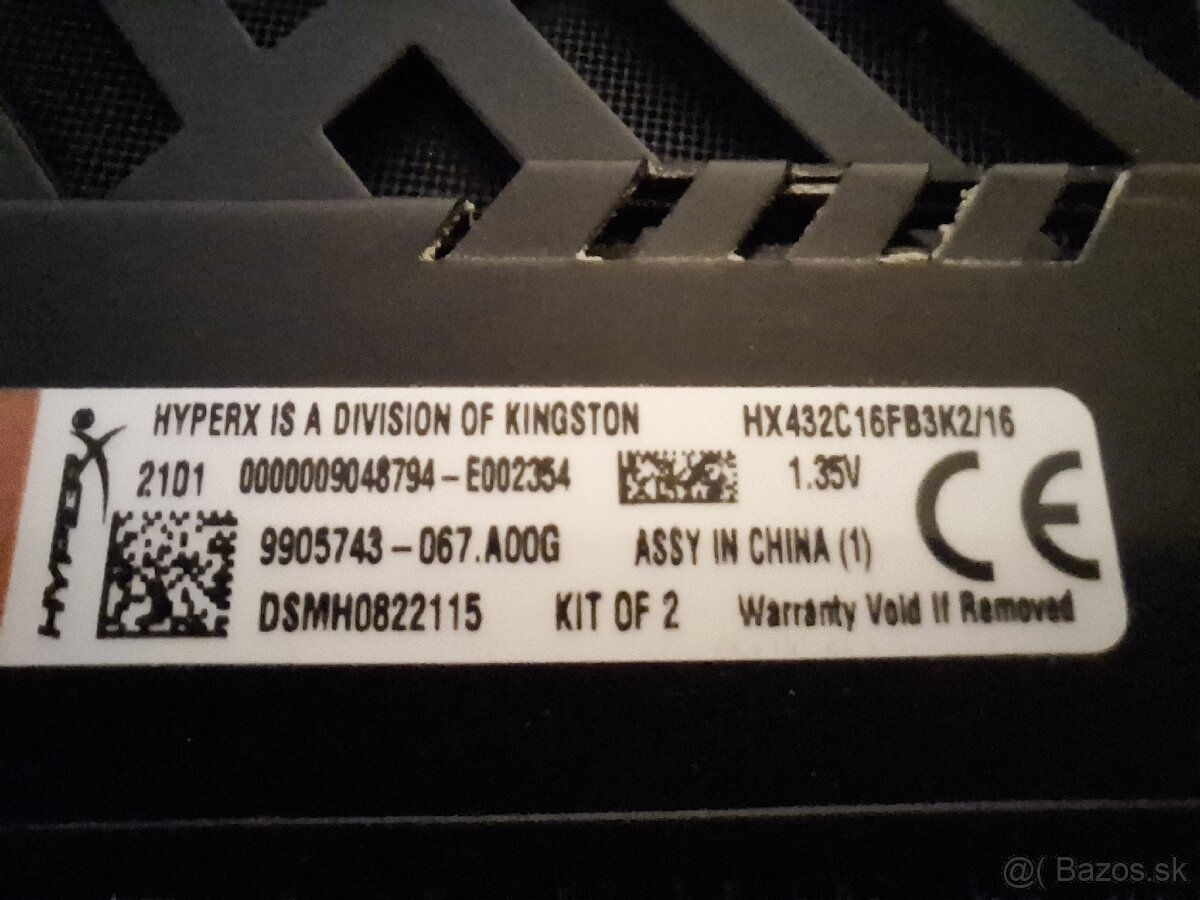 HYPERX IS A DIVISION OF KINGSTON HX432C16FB3K2/16
2101 0000009048794-E002354 1.35V
9905743-067.A00G ASSY IN CHINA (1)
DSMH0822115 KIT OF 2 Warranty Void If Removed
HYPERX
CE
@( Bazos.sk